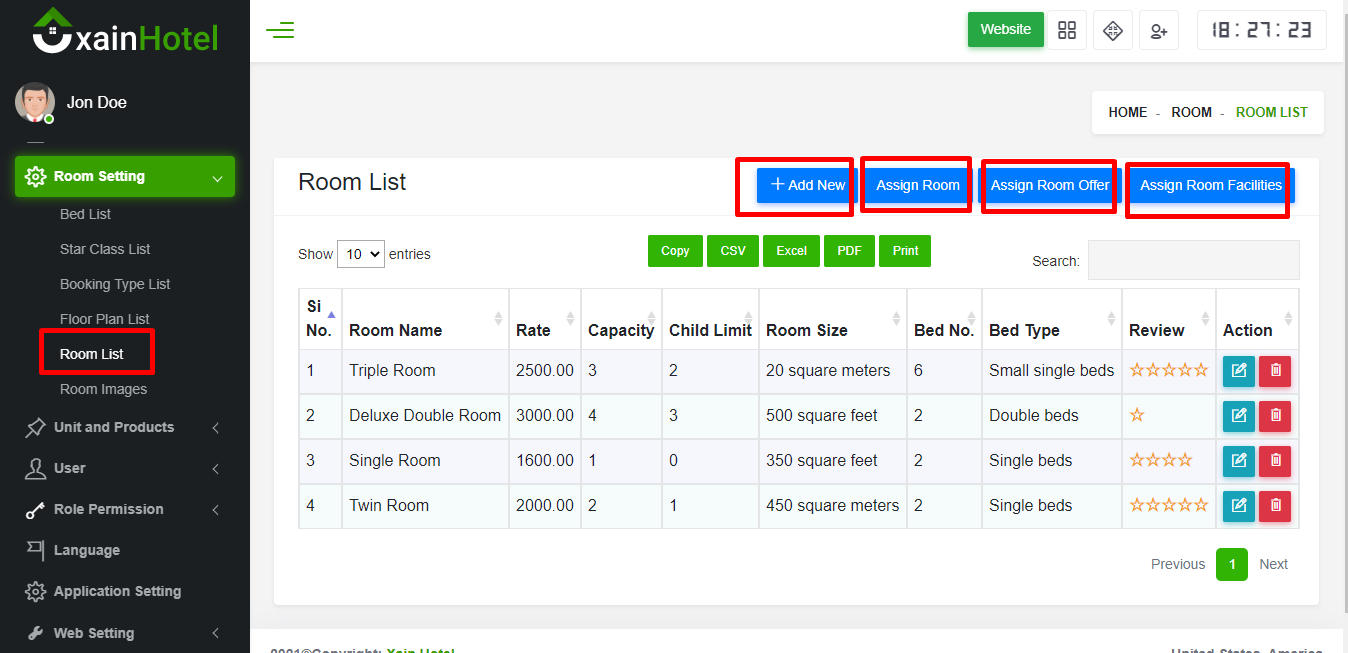 xainHotel
Jon Doe
Room Setting
Bed List
Star Class List
Booking Type List
Floor Plan List
Room List
Room Images
Unit and Products
User
Role Permission
Language
Application Setting
Web Setting
Website
18:27:23
HOME - ROOM - ROOM LIST
Room List
+ Add New
Assign Room
Assign Room Offer
Assign Room Facilities
Show 10 entries
Copy CSV Excel PDF Print
Search:
Si No. Room Name Rate Capacity Child Limit Room Size Bed No. Bed Type Review Action
1 Triple Room 2500.00 3 2 20 square meters 6 Small single beds
2 Deluxe Double Room 3000.00 4 3 500 square feet 2 Double beds
3 Single Room 1600.00 1 0 350 square feet 2 Single beds
4 Twin Room 2000.00 2 1 450 square meters 2 Single beds
Previous 1 Next
Copyright: Xain Hotel
United States, America